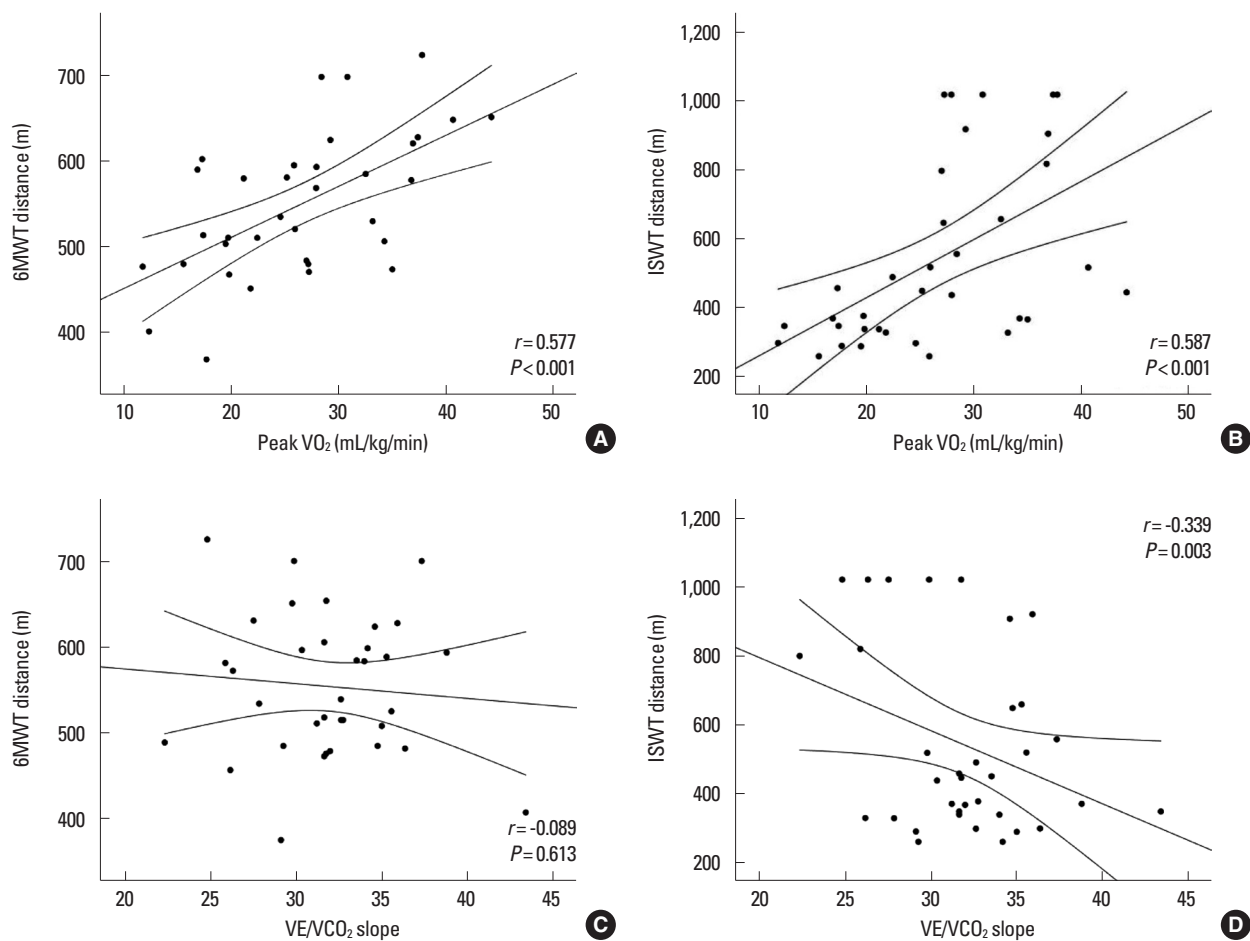 700
600
500
400
6MWT distance (m)
10 20 30 40 50
Peak VO₂ (mL/kg/min)
r = 0.577
P < 0.001
A
1,200
1,000
800
600
400
200
ISWT distance (m)
10 20 30 40 50
Peak VO₂ (mL/kg/min)
r = 0.587
P < 0.001
B
700
600
500
400
6MWT distance (m)
20 25 30 35 40 45
VE/VCO₂ slope
r = -0.089
P = 0.613
C
1,200
1,000
800
600
400
200
ISWT distance (m)
20 25 30 35 40 45
VE/VCO₂ slope
r = -0.339
P = 0.003
D